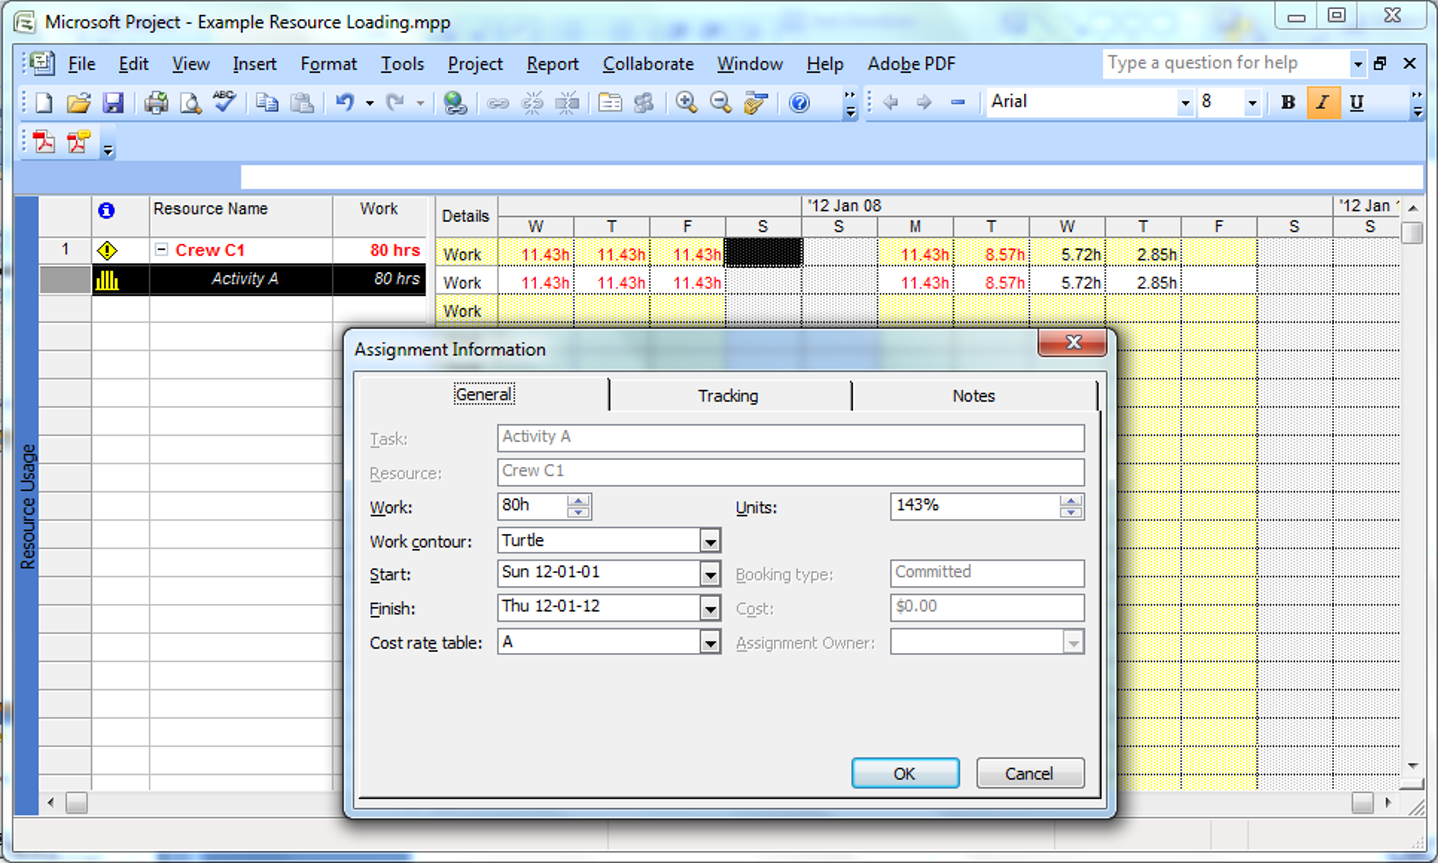 Microsoft Project - Example Resource Loading.mpp
File Edit View Insert Format Tools Project Report Collaborate Window Help Adobe PDF Type a question for help
ABC Arial 8 B I U
Resource Name Work Details '12 Jan 08 '12 Jan 1
W T F S S M T W T F S S
1 Crew C1 80 hrs Work 11.43h 11.43h 11.43h 11.43h 8.57h 5.72h 2.85h
Activity A 80 hrs Work 11.43h 11.43h 11.43h 11.43h 8.57h 5.72h 2.85h
Work
Resource Usage
Assignment Information
General Tracking Notes
Task: Activity A
Resource: Crew C1
Work: 80h Units: 143%
Work contour: Turtle
Start: Sun 12-01-01 Booking type: Committed
Finish: Thu 12-01-12 Cost: $0.00
Cost rate table: A Assignment Owner:
OK Cancel